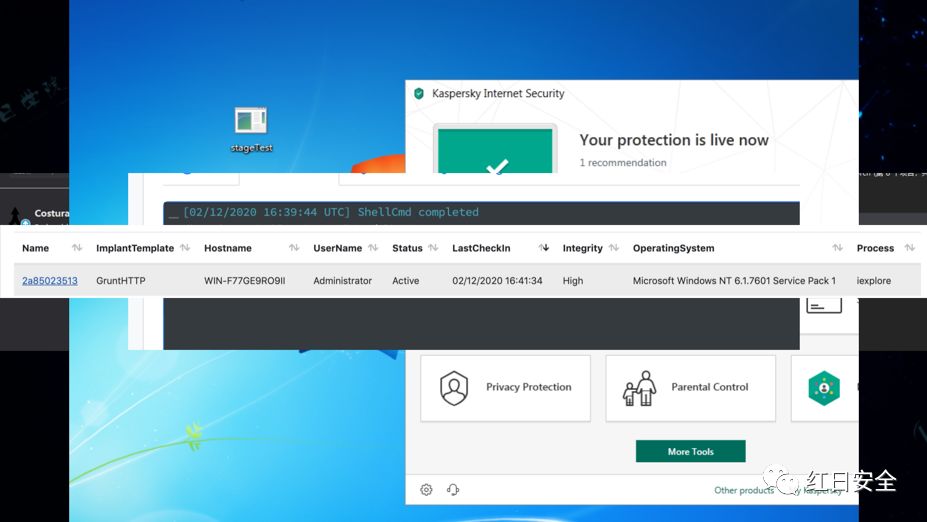 Kaspersky Internet Security
Your protection is live now
1 recommendation
stageTest
Costura
[02/12/2020 16:39:44 UTC] ShellCmd completed
Name ImplantTemplate Hostname UserName Status LastCheckIn Integrity OperatingSystem Process
2a85023513 GruntHTTP WIN-F77GE9RO9II Administrator Active 02/12/2020 16:41:34 High Microsoft Windows NT 6.1.7601 Service Pack 1 iexplore
Privacy Protection
Parental Control
More Tools
Other products by Kaspersky
红日安全